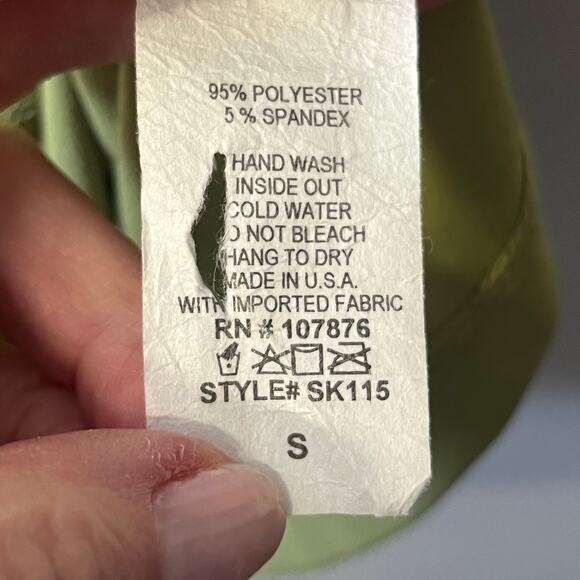 95% POLYESTER
5 % SPANDEX
HAND WASH
INSIDE OUT
COLD WATER
DO NOT BLEACH
HANG TO DRY
MADE IN U.S.A.
WITH IMPORTED FABRIC
RN # 107876
STYLE# SK115
S